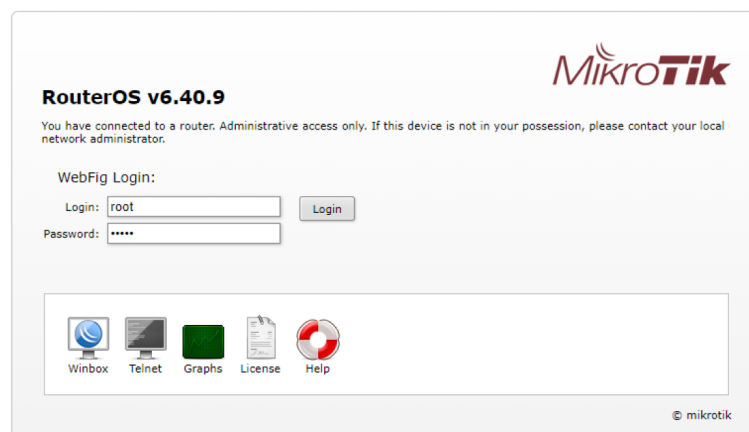 MikroTik
RouterOS v6.40.9
You have connected to a router. Administrative access only. If this device is not in your possession, please contact your local
network administrator.
WebFig Login:
Login: root Login
Password: •••••
Winbox Telnet Graphs License Help
© mikrotik